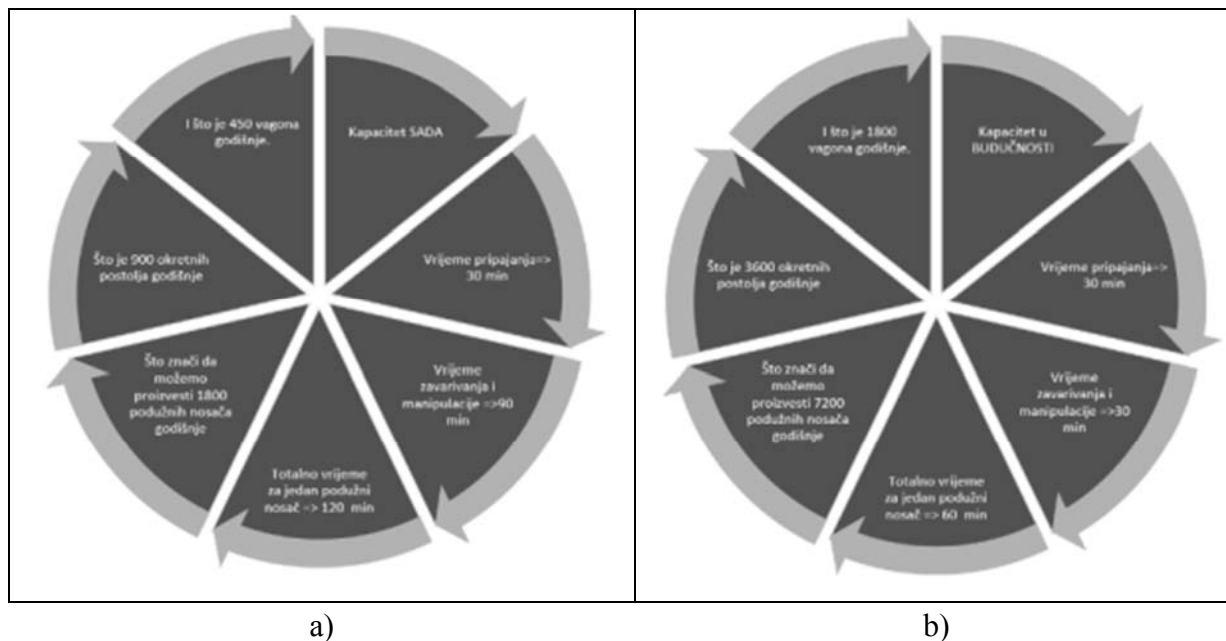 Kapacitet SADA
Vrijeme pripajanja=>
30 min
Vrijeme
zavarivanja i
manipulacije =>90
min
Totalno vrijeme
za jedan podužni
nosač => 120 min
Što znači da
možemo
proizvesti 1800
podužnih nosača
godišnje
Što je 900 okretnih
postolja godišnje
I što je 450 vagona
godišnje.
a)
Kapacitet u
BUDUČNOSTI
Vrijeme pripajanja=>
30 min
Vrijeme
zavarivanja i
manipulacije =>30
min
Totalno vrijeme
za jedan podužni
nosač => 60 min
Što znači da
možemo
proizvesti 7200
podužnih nosača
godišnje
Što je 3600 okretnih
postolja godišnje
I što je 1800
vagona godišnje.
b)